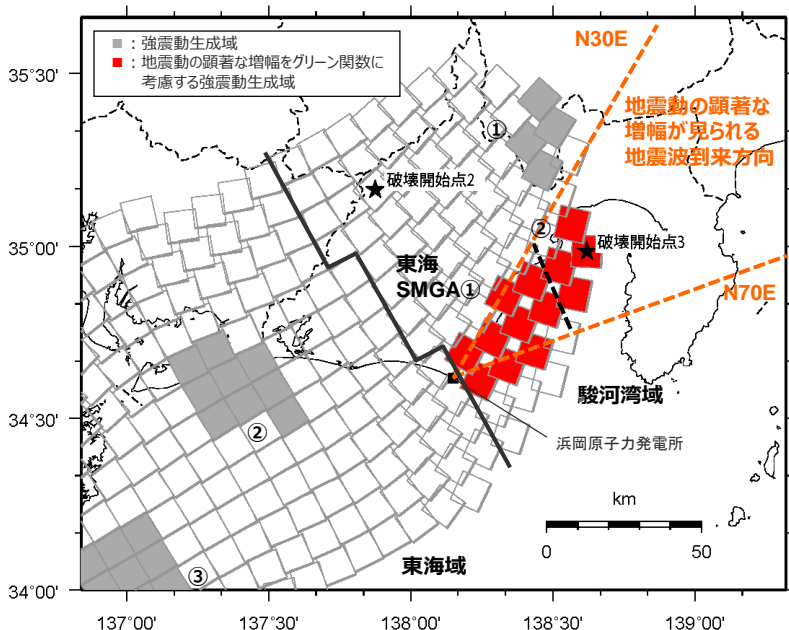 ：強震動生成域
：地震動の顕著な増幅をグリーン関数に
考慮する強震動生成域
N30E
地震動の顕著な
増幅が見られる
地震波到来方向
①
破壊開始点2
②
破壊開始点3
東海
SMGA①
N70E
駿河湾域
浜岡原子力発電所
②
km
0
50
東海域
③
35°30'
35°00'
34°30'
34°00'
137°00'
137°30'
138°00'
138°30'
139°00'